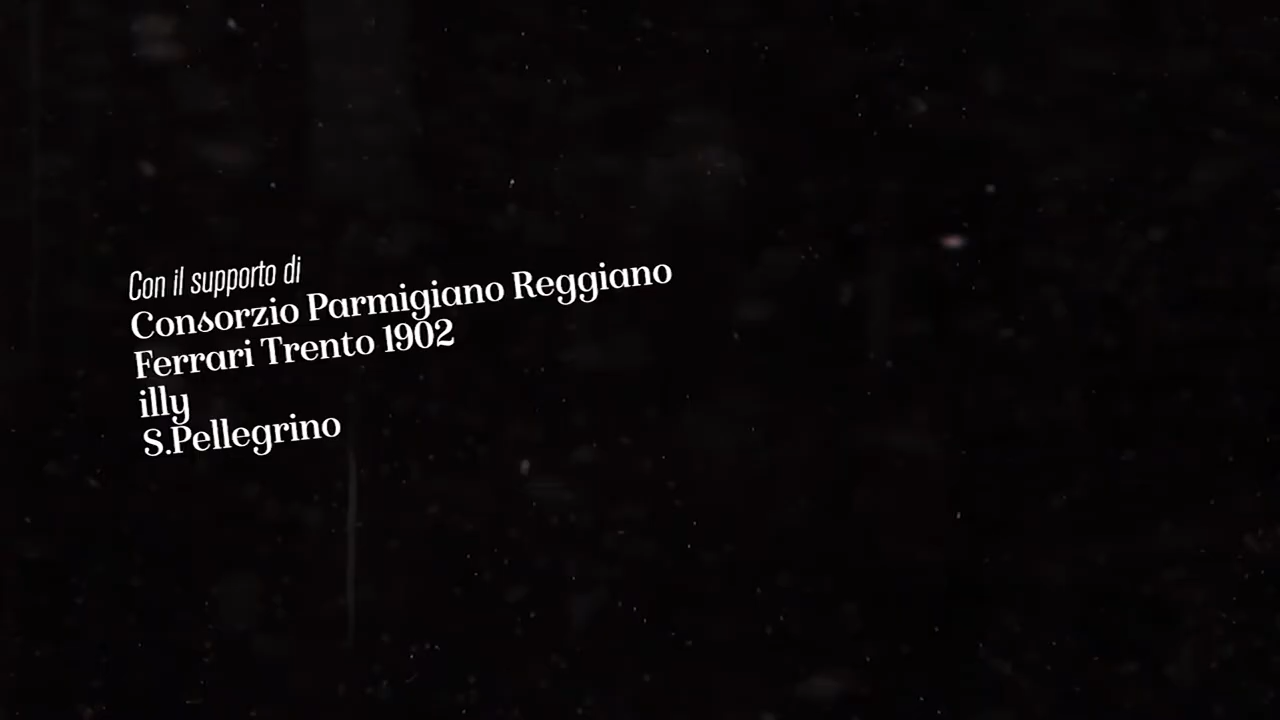 Con il supporto di
Consorzio Parmigiano Reggiano
Ferrari Trento 1902
illy
S.Pellegrino